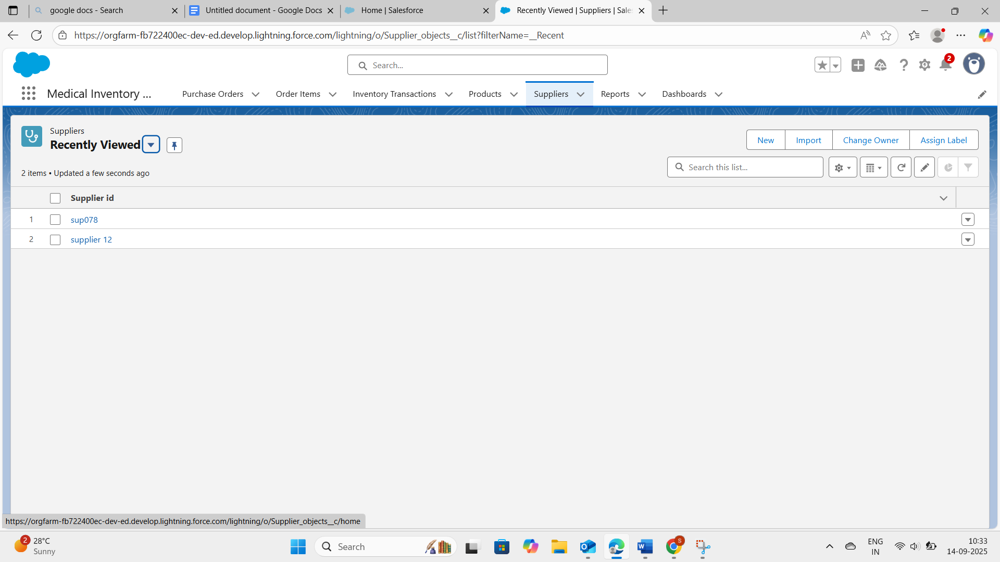 google docs - Search
Untitled document - Google Docs
Home | Salesforce
Recently Viewed | Suppliers | Sales
https://orgfarm-fb722400ec-dev-ed.develop.lightning.force.com/lightning/o/Supplier_objects__c/list?filterName=__Recent
Search...
2
Medical Inventory ...
Purchase Orders
Order Items
Inventory Transactions
Products
Suppliers
Reports
Dashboards
Suppliers
Recently Viewed
New
Import
Change Owner
Assign Label
2 items • Updated a few seconds ago
Search this list...
Supplier id
1 sup078
2 supplier 12
https://orgfarm-fb722400ec-dev-ed.develop.lightning.force.com/lightning/o/Supplier_objects__c/home
2
28°C
Sunny
Search
S
ENG
IN
10:33
14-09-2025